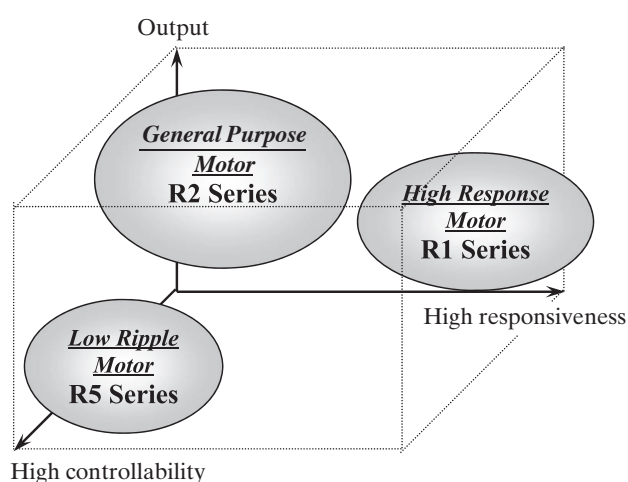 Output
General Purpose
Motor
R2 Series
High Response
Motor
R1 Series
High responsiveness
Low Ripple
Motor
R5 Series
High controllability